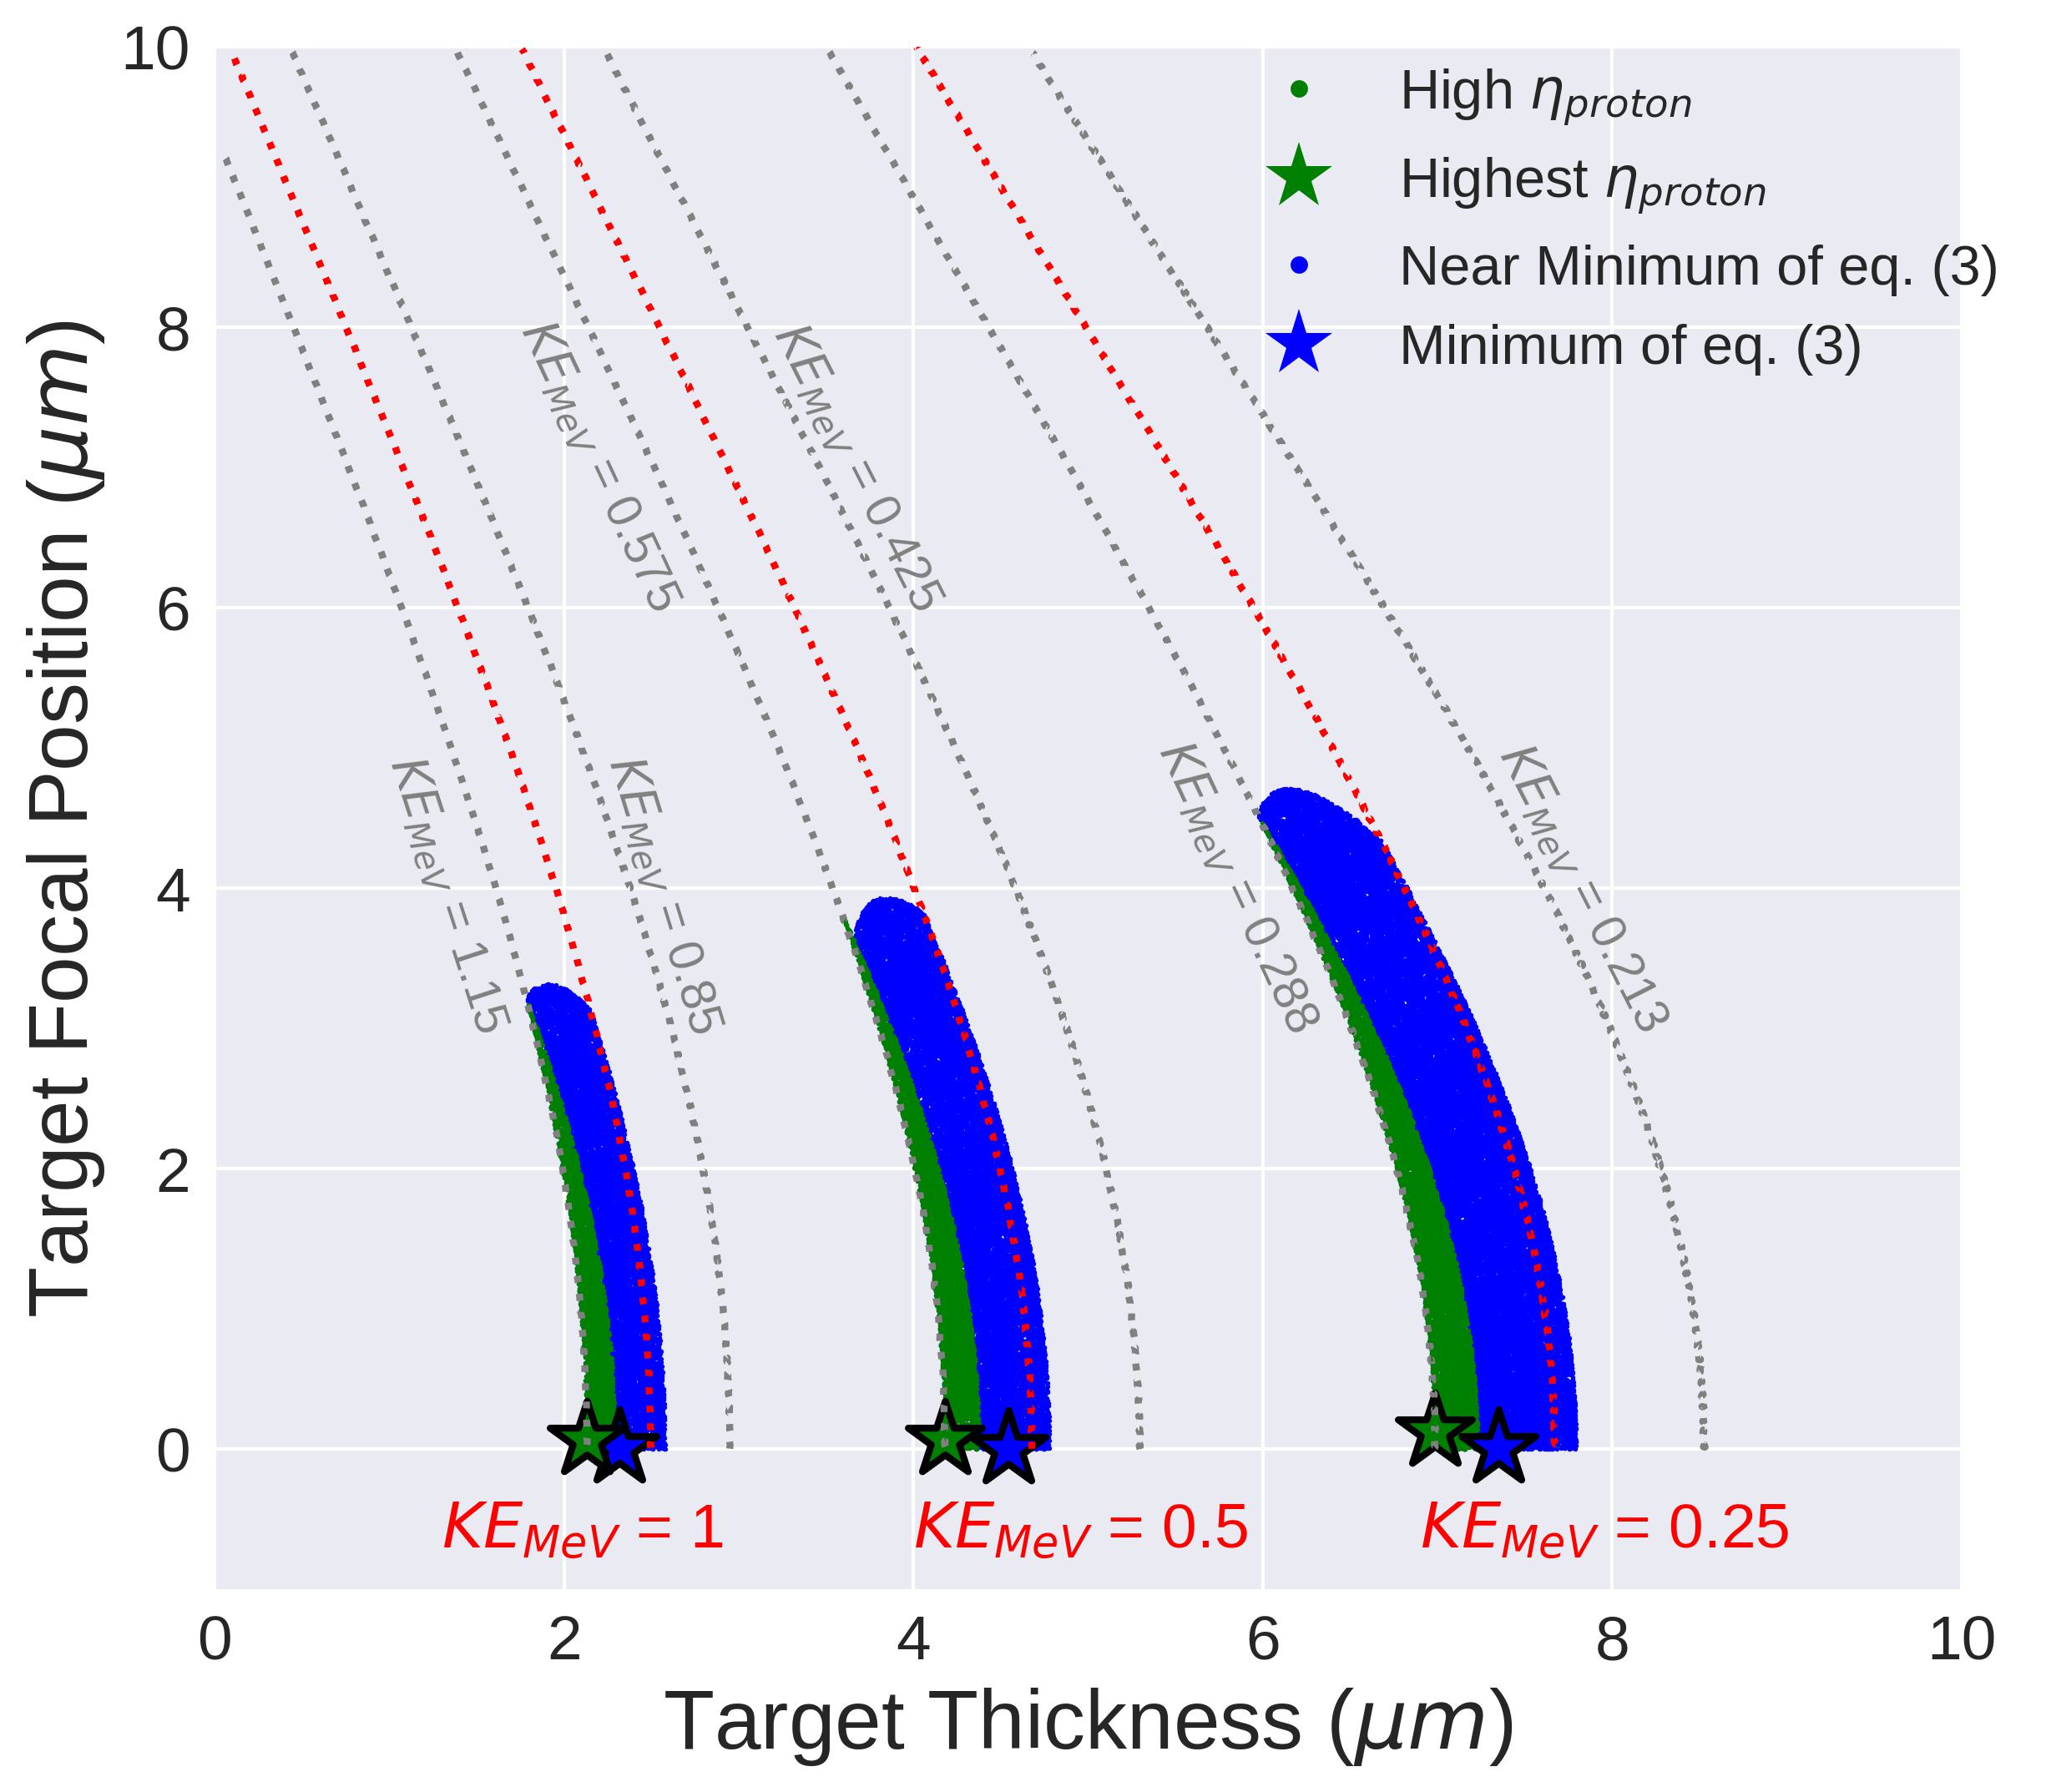 10
8
6
4
2
0
Target Focal Position (μm)
High η_proton
Highest η_proton
Near Minimum of eq. (3)
Minimum of eq. (3)
KE_MeV = 0.575
KE_MeV = 0.425
KE_MeV = 1.15
KE_MeV = 0.85
KE_MeV = 0.288
KE_MeV = 0.213
KE_MeV = 1
KE_MeV = 0.5
KE_MeV = 0.25
0 2 4 6 8 10
Target Thickness (μm)